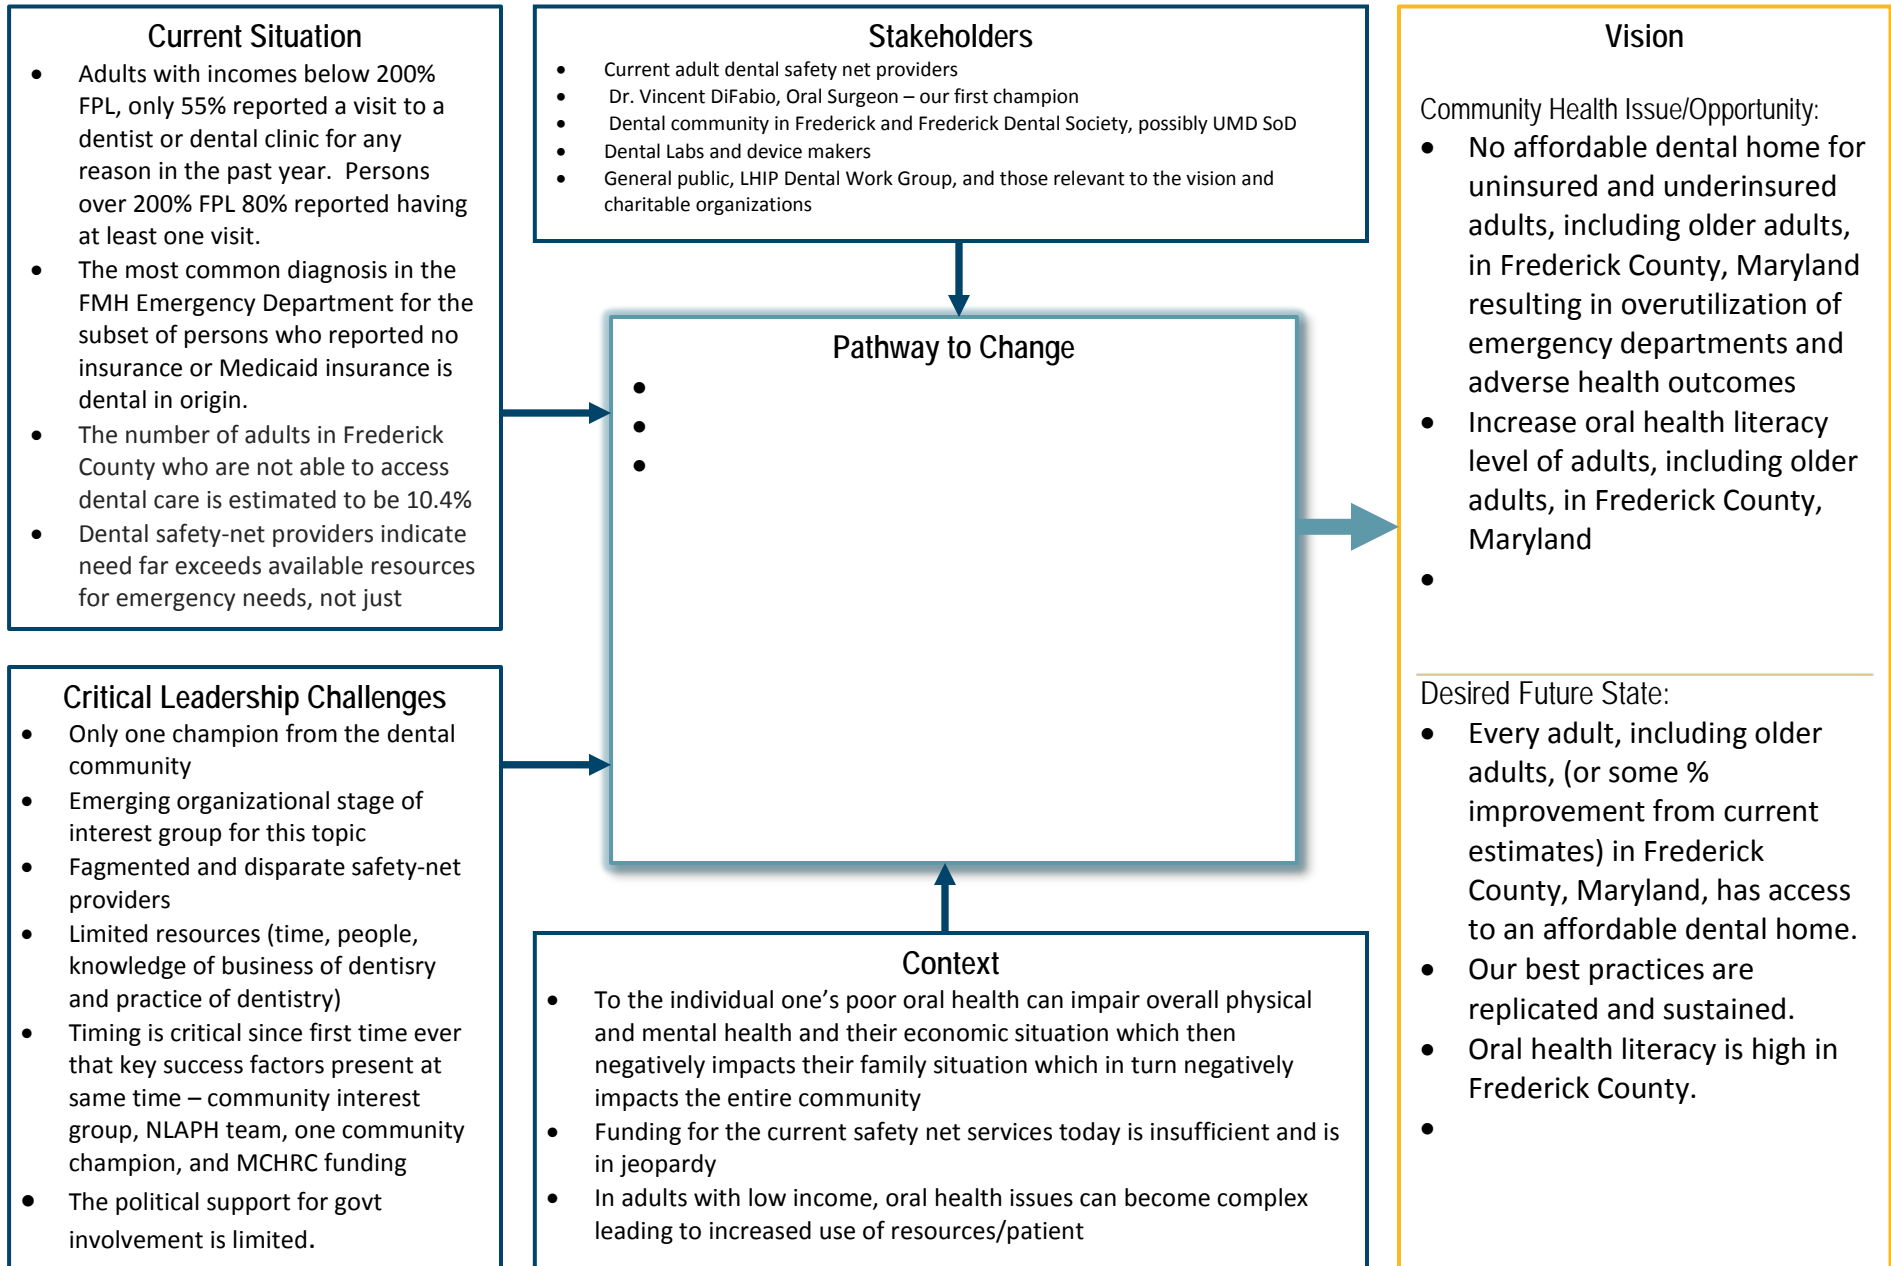 Current Situation
• Adults with incomes below 200%
FPL, only 55% reported a visit to a
dentist or dental clinic for any
reason in the past year.  Persons
over 200% FPL 80% reported having
at least one visit.
• The most common diagnosis in the
FMH Emergency Department for the
subset of persons who reported no
insurance or Medicaid insurance is
dental in origin.
• The number of adults in Frederick
County who are not able to access
dental care is estimated to be 10.4%
• Dental safety-net providers indicate
need far exceeds available resources
for emergency needs, not just
Critical Leadership Challenges
• Only one champion from the dental
community
• Emerging organizational stage of
interest group for this topic
• Fagmented and disparate safety-net
providers
• Limited resources (time, people,
knowledge of business of dentisry
and practice of dentistry)
• Timing is critical since first time ever
that key success factors present at
same time – community interest
group, NLAPH team, one community
champion, and MCHRC funding
• The political support for govt
involvement is limited.
Stakeholders
• Current adult dental safety net providers
• Dr. Vincent DiFabio, Oral Surgeon – our first champion
• Dental community in Frederick and Frederick Dental Society, possibly UMD SoD
• Dental Labs and device makers
• General public, LHIP Dental Work Group, and those relevant to the vision and
charitable organizations
Pathway to Change
•
•
•
Context
• To the individual one's poor oral health can impair overall physical
and mental health and their economic situation which then
negatively impacts their family situation which in turn negatively
impacts the entire community
• Funding for the current safety net services today is insufficient and is
in jeopardy
• In adults with low income, oral health issues can become complex
leading to increased use of resources/patient
Vision
Community Health Issue/Opportunity:
• No affordable dental home for
uninsured and underinsured
adults, including older adults,
in Frederick County, Maryland
resulting in overutilization of
emergency departments and
adverse health outcomes
• Increase oral health literacy
level of adults, including older
adults, in Frederick County,
Maryland
•
Desired Future State:
• Every adult, including older
adults, (or some %
improvement from current
estimates) in Frederick
County, Maryland, has access
to an affordable dental home.
• Our best practices are
replicated and sustained.
• Oral health literacy is high in
Frederick County.
•